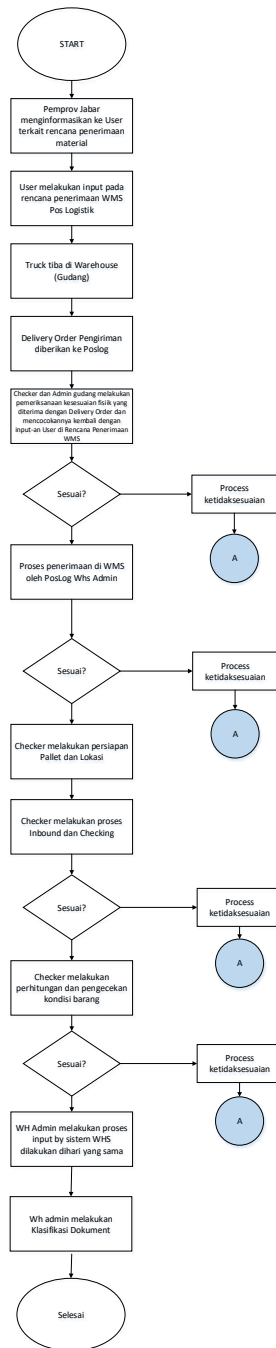 START
Pemprov Jabar
menginformasikan ke User
terkait rencana penerimaan
material
User melakukan input pada
rencana penerimaan WMS
Pos Logistik
Truck tiba di Warehouse
(Gudang)
Delivery Order Pengiriman
diberikan ke Poslog
Checker dan Admin gudang melakukan
pemeriksanaan kesesuaian fisiik yang
diterima dengan Delivery Order dan
mencocokannya kembali dengan
input-an User di Rencana Penerimaan
WMS
Sesuai?
Process
ketidaksesuaian
A
Proses penerimaan di WMS
oleh PosLog Whs Admin
Sesuai?
Process
ketidaksesuaian
A
Checker melakukan persiapan
Pallet dan Lokasi
Checker melakukan proses
Inbound dan Checking
Sesuai?
Process
ketidaksesuaian
A
Checker melakukan
perhitungan dan pengecekan
kondisi barang
Sesuai?
Process
ketidaksesuaian
A
WH Admin melakukan proses
input by sistem WHS
dilakukan dihari yang sama
Wh admin melakukan
Klasifikasi Dokument
Selesai